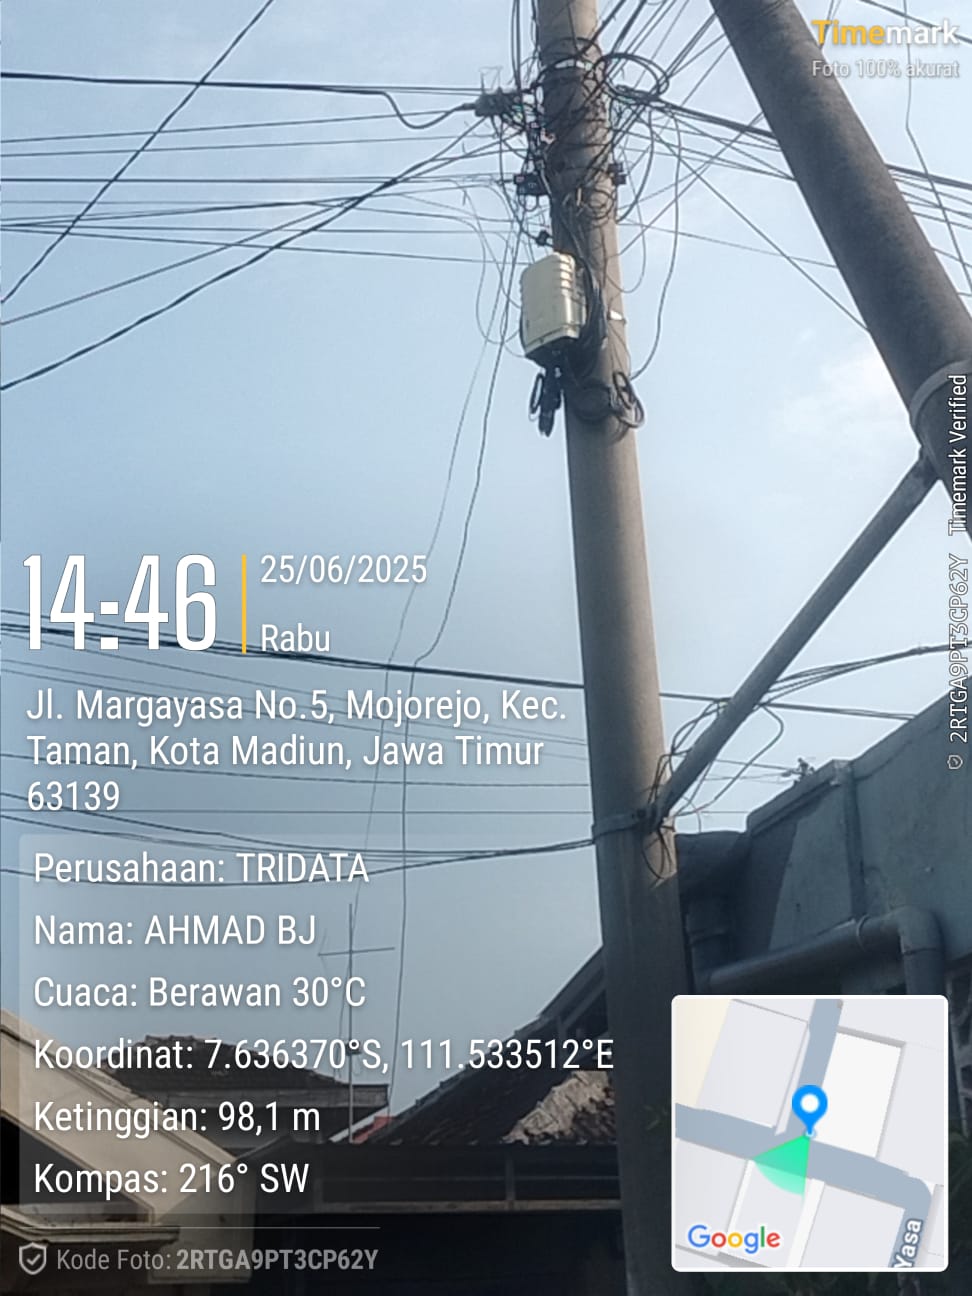 Timemark
Foto 100% akurat
14:46
25/06/2025
Rabu
Jl. Margayasa No.5, Mojorejo, Kec.
Taman, Kota Madiun, Jawa Timur
63139
Perusahaan: TRIDATA
Nama: AHMAD BJ
Cuaca: Berawan 30°C
Koordinat: 7.636370°S, 111.533512°E
Ketinggian: 98,1 m
Kompas: 216° SW
Kode Foto: 2RTGA9PT3CP62Y
2RTGA9PT3CP62Y Timemark Verified
Google
Yasa